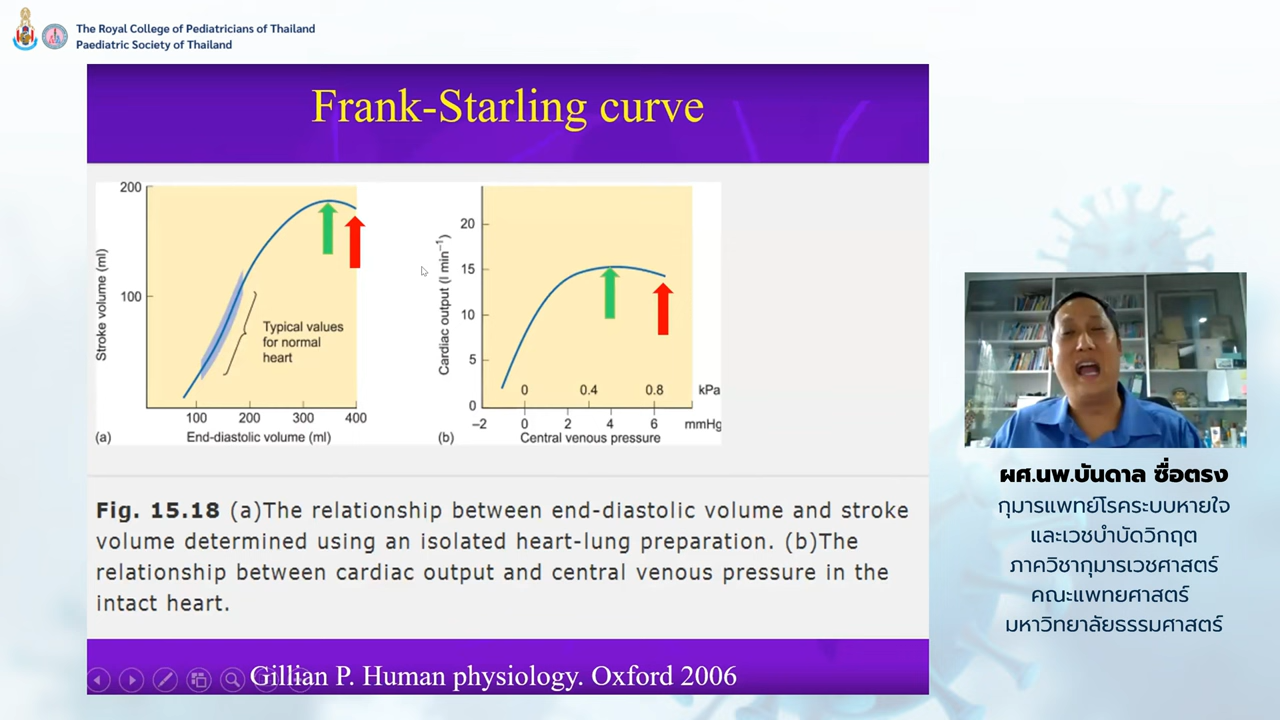 The Royal College of Pediatricians of Thailand
Paediatric Society of Thailand
Frank-Starling curve
200
100
Stroke volume (ml)
Typical values
for normal
heart
100 200 300 400
(a) End-diastolic volume (ml)
20
15
10
5
0
Cardiac output (l min⁻¹)
0 0.4 0.8 kPa
–2 0 2 4 6 mmHg
(b) Central venous pressure
Fig. 15.18 (a)The relationship between end-diastolic volume and stroke
volume determined using an isolated heart-lung preparation. (b)The
relationship between cardiac output and central venous pressure in the
intact heart.
Gillian P. Human physiology. Oxford 2006
ผศ.นพ.บันดาล ซื่อตรง
กุมารแพทย์โรคระบบหายใจ
และเวชบำบัดวิกฤต
ภาควิชากุมารเวชศาสตร์
คณะแพทยศาสตร์
มหาวิทยาลัยธรรมศาสตร์